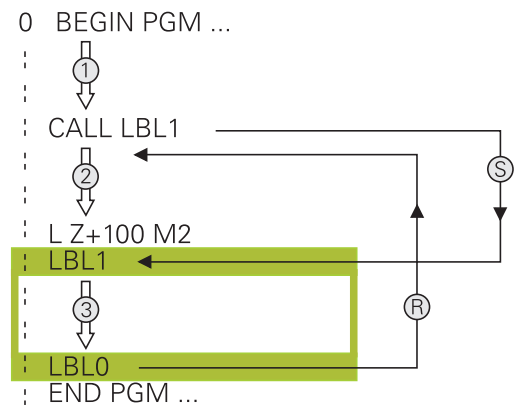 0 BEGIN PGM ...
1
CALL LBL1
S
2
L Z+100 M2
LBL1
3
R
LBL0
END PGM ...